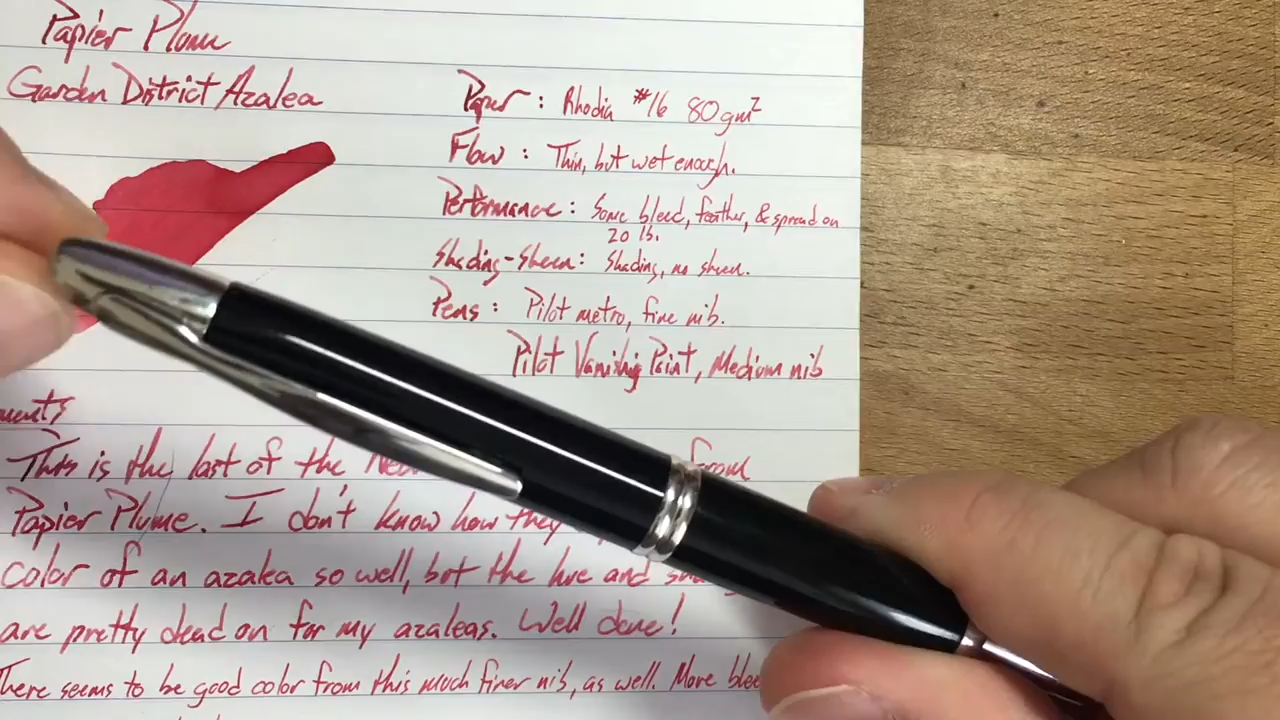 Papier Plume
Garden District Azalea
Paper : Rhodia #16 80gm²
Flow : Thin, but wet enough.
Performance : Some bleed, feather, & spread on
20 lb.
Shading-Sheen : Shading, no sheen.
Pens : Pilot metro, fine nib.
Pilot Vanishing Point, Medium nib
ments
This is the last of the from
Papier Plume. I don't know how they
color of an azalea so well, but the hue and
are pretty dead on for my azaleas. Well done!
There seems to be good color from this much finer nib, as well. More